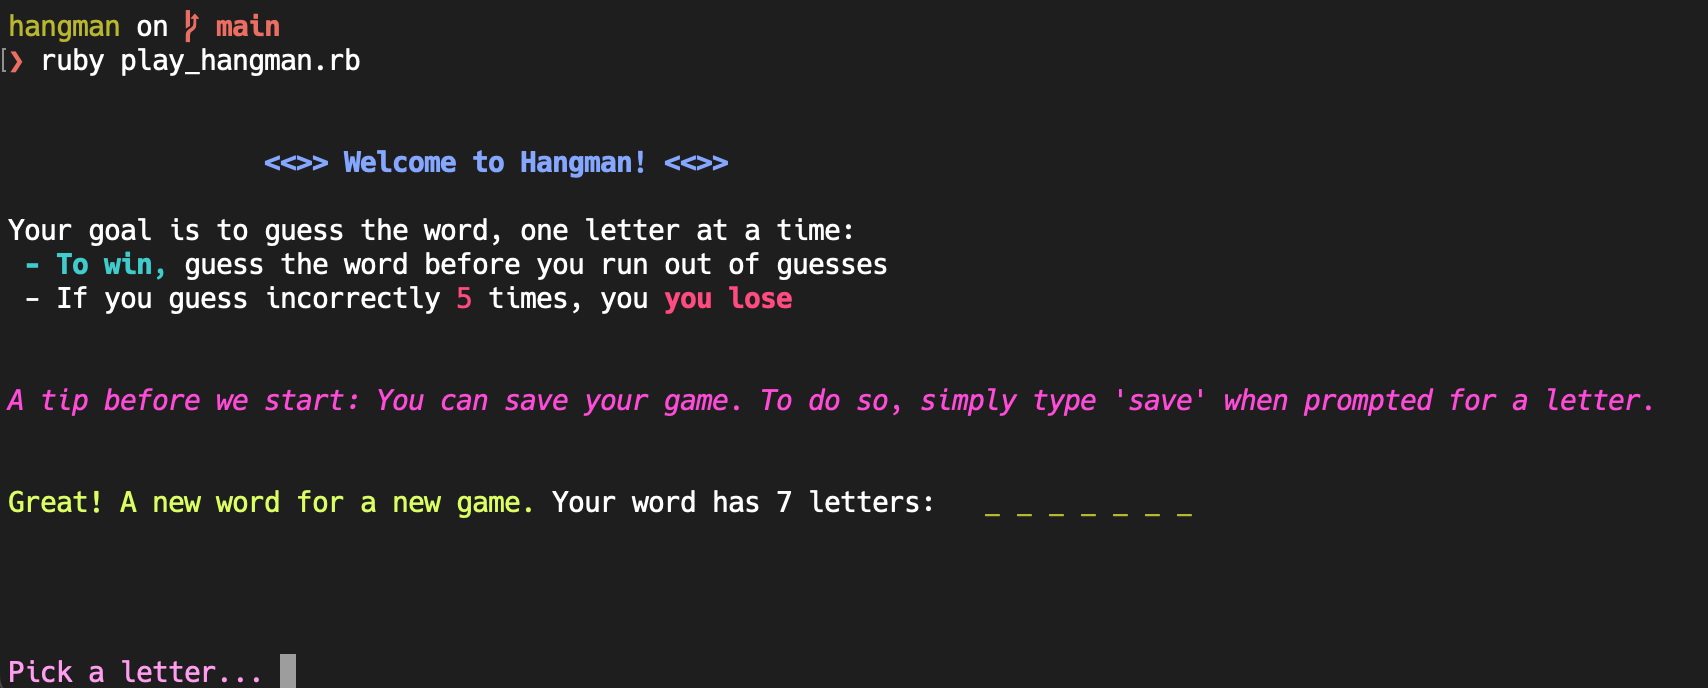 hangman on main
❯ ruby play_hangman.rb
<<>> Welcome to Hangman! <<>>
Your goal is to guess the word, one letter at a time:
- To win, guess the word before you run out of guesses
- If you guess incorrectly 5 times, you you lose
A tip before we start: You can save your game. To do so, simply type 'save' when prompted for a letter.
Great! A new word for a new game. Your word has 7 letters: _ _ _ _ _ _ _
Pick a letter...